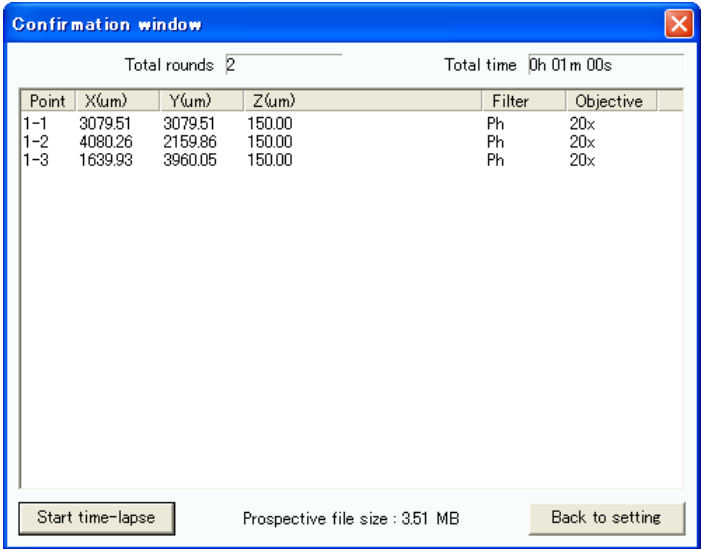 Confirmation window
Total rounds 2 Total time 0h 01m 00s
Point X(um) Y(um) Z(um) Filter Objective
1-1 3079.51 3079.51 150.00 Ph 20x
1-2 4080.26 2159.86 150.00 Ph 20x
1-3 1639.93 3960.05 150.00 Ph 20x
Start time-lapse Prospective file size : 3.51 MB Back to setting